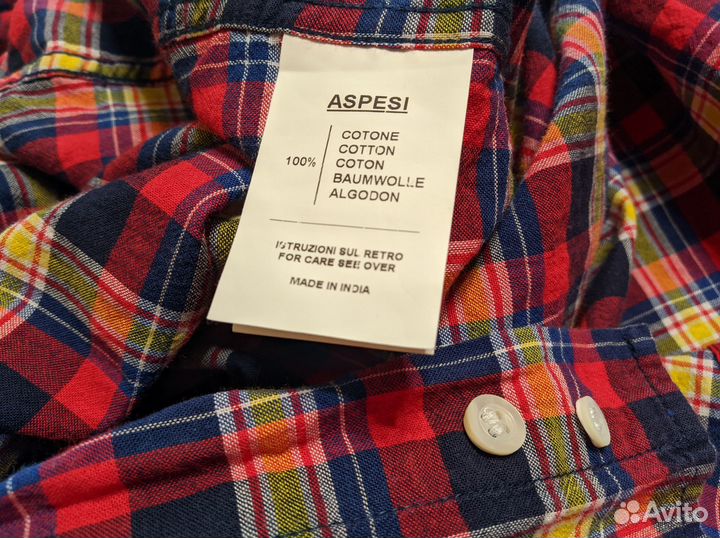 ASPESI
COTONE
COTTON
100% COTON
BAUMWOLLE
ALGODON
ISTRUZIONI SUL RETRO
FOR CARE SEE OVER
MADE IN INDIA
Avito